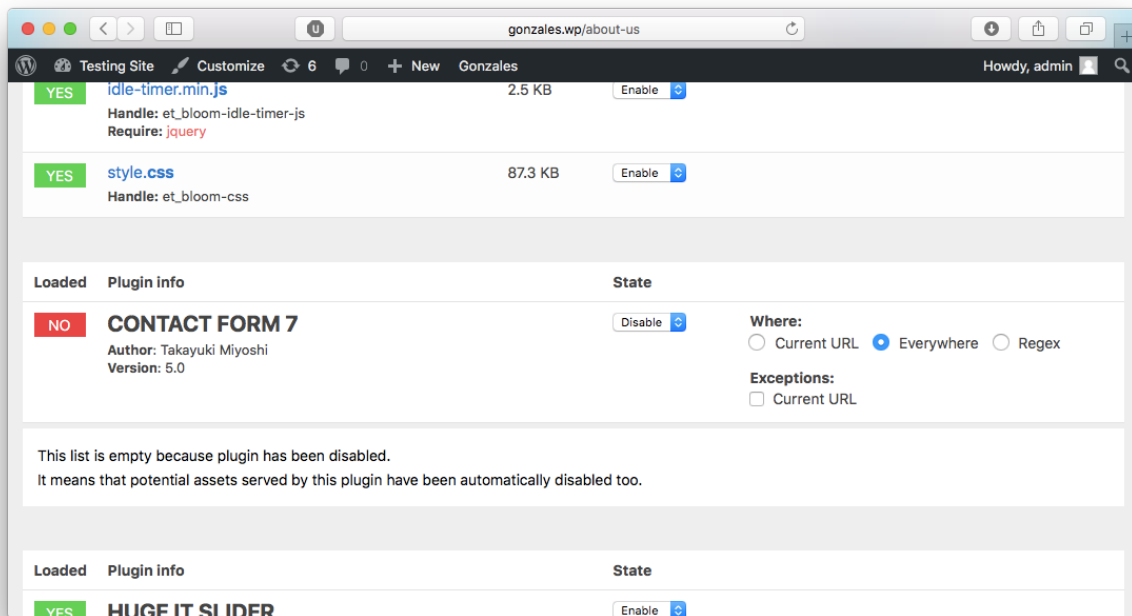 gonzales.wp/about-us
Testing Site Customize 6 0 New Gonzales Howdy, admin
YES idle-timer.min.js 2.5 KB Enable
Handle: et_bloom-idle-timer-js
Require: jquery
YES style.css 87.3 KB Enable
Handle: et_bloom-css
Loaded Plugin info State
NO CONTACT FORM 7 Disable Where:
Author: Takayuki Miyoshi Current URL Everywhere Regex
Version: 5.0
Exceptions:
Current URL
This list is empty because plugin has been disabled.
It means that potential assets served by this plugin have been automatically disabled too.
Loaded Plugin info State
YES HUGE IT SLIDER Enable